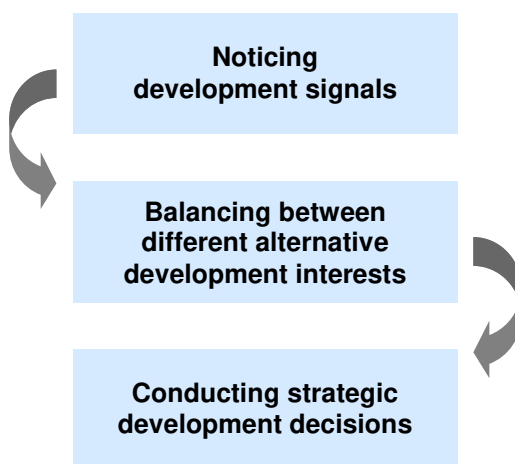 Noticing
development signals
Balancing between
different alternative
development interests
Conducting strategic
development decisions